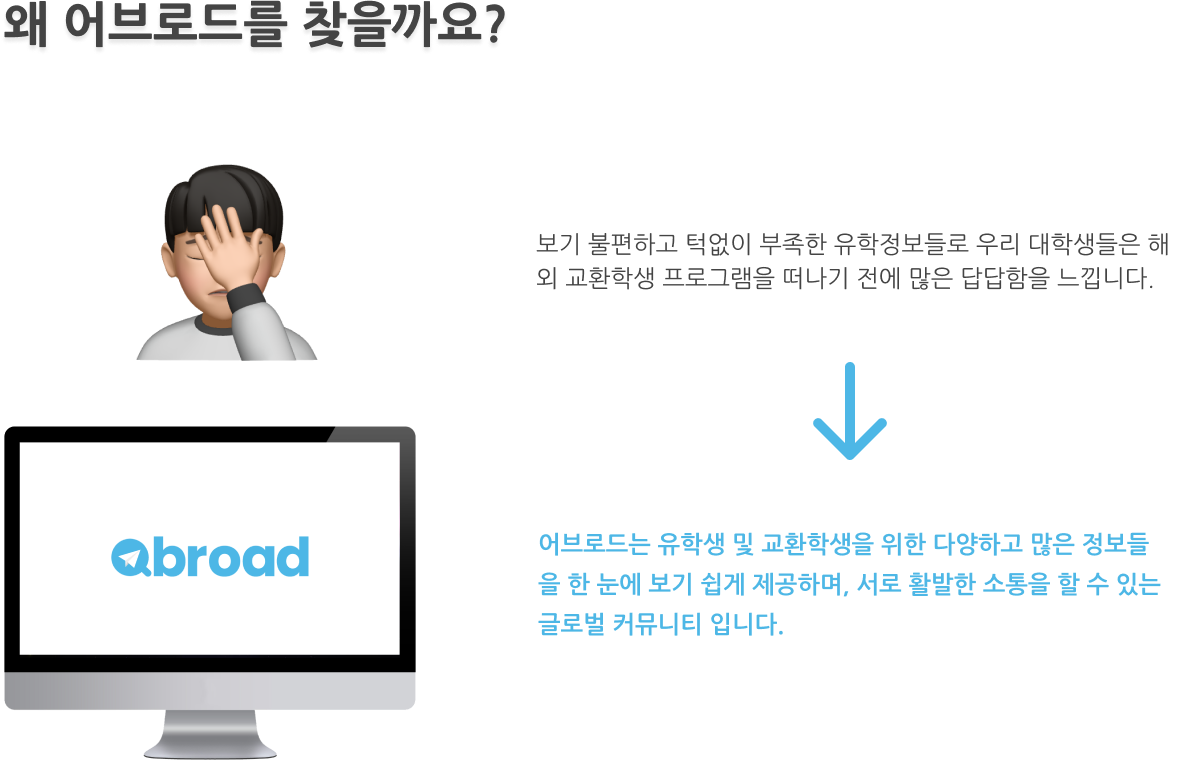 왜 어브로드를 찾을까요?
보기 불편하고 턱없이 부족한 유학정보들로 우리 대학생들은 해
외 교환학생 프로그램을 떠나기 전에 많은 답답함을 느낍니다.
abroad
어브로드는 유학생 및 교환학생을 위한 다양하고 많은 정보들
을 한 눈에 보기 쉽게 제공하며, 서로 활발한 소통을 할 수 있는
글로벌 커뮤니티 입니다.